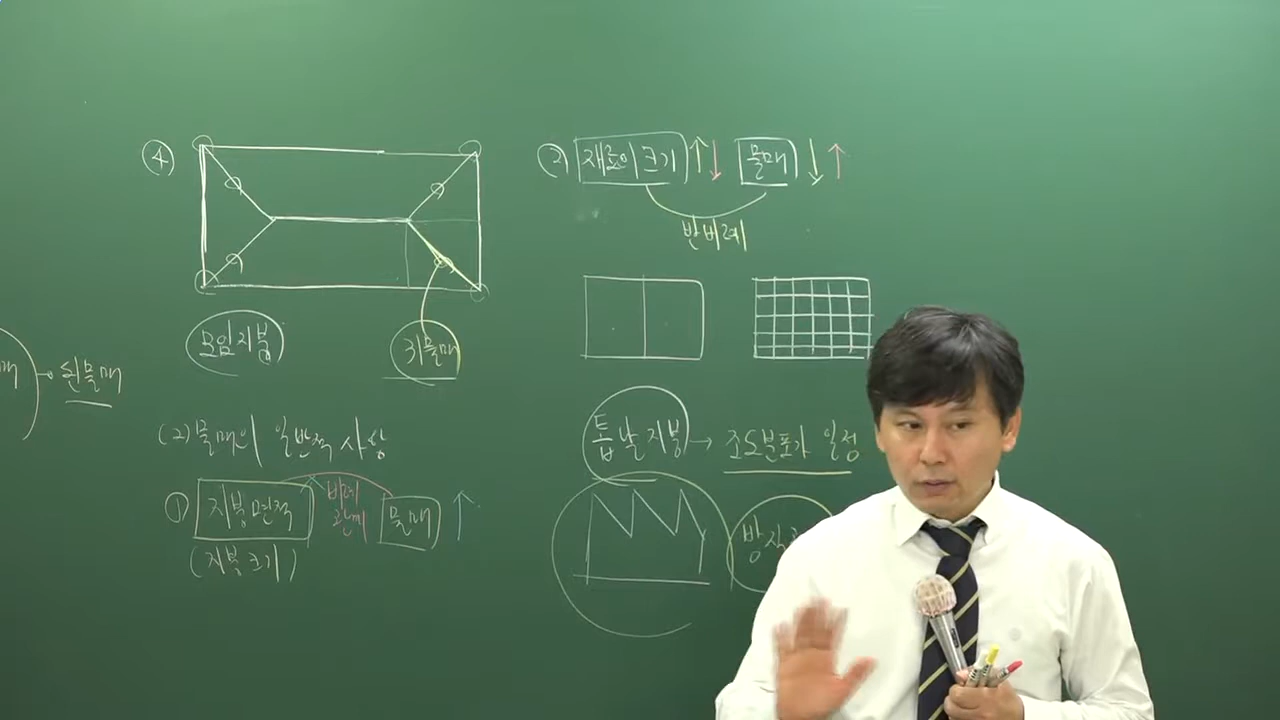 ④
모임지붕
귀물매
매
된물매
(2) 물매의 일반적 사항
① 지붕면적 비례관계 물매 ↑
(지붕크기)
② 재료의 크기 ↑↓ 물매 ↓↑
반비례
톱날지붕 → 조도분포가 일정
방직